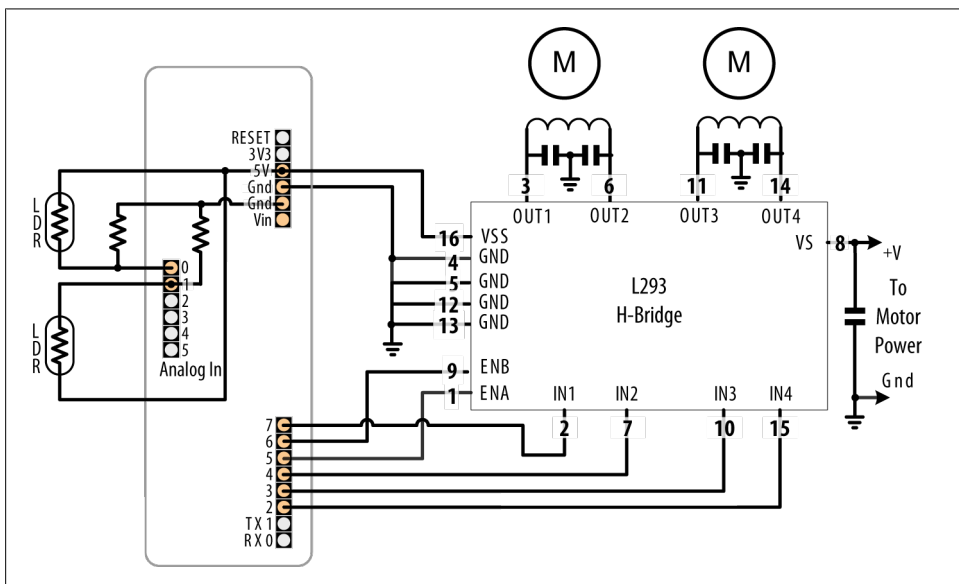 M
M
RESET
3V3
5V
Gnd
Gnd
Vin
LDR
LDR
0
1
2
3
4
5
Analog In
7
6
5
4
3
2
TX 1
RX 0
3
6
11
14
OUT1
OUT2
OUT3
OUT4
16 VSS
4 GND
5 GND
12 GND
13 GND
9 ENB
1 ENA
L293
H-Bridge
VS 8
+V
To
Motor
Power
Gnd
IN1
IN2
IN3
IN4
2
7
10
15